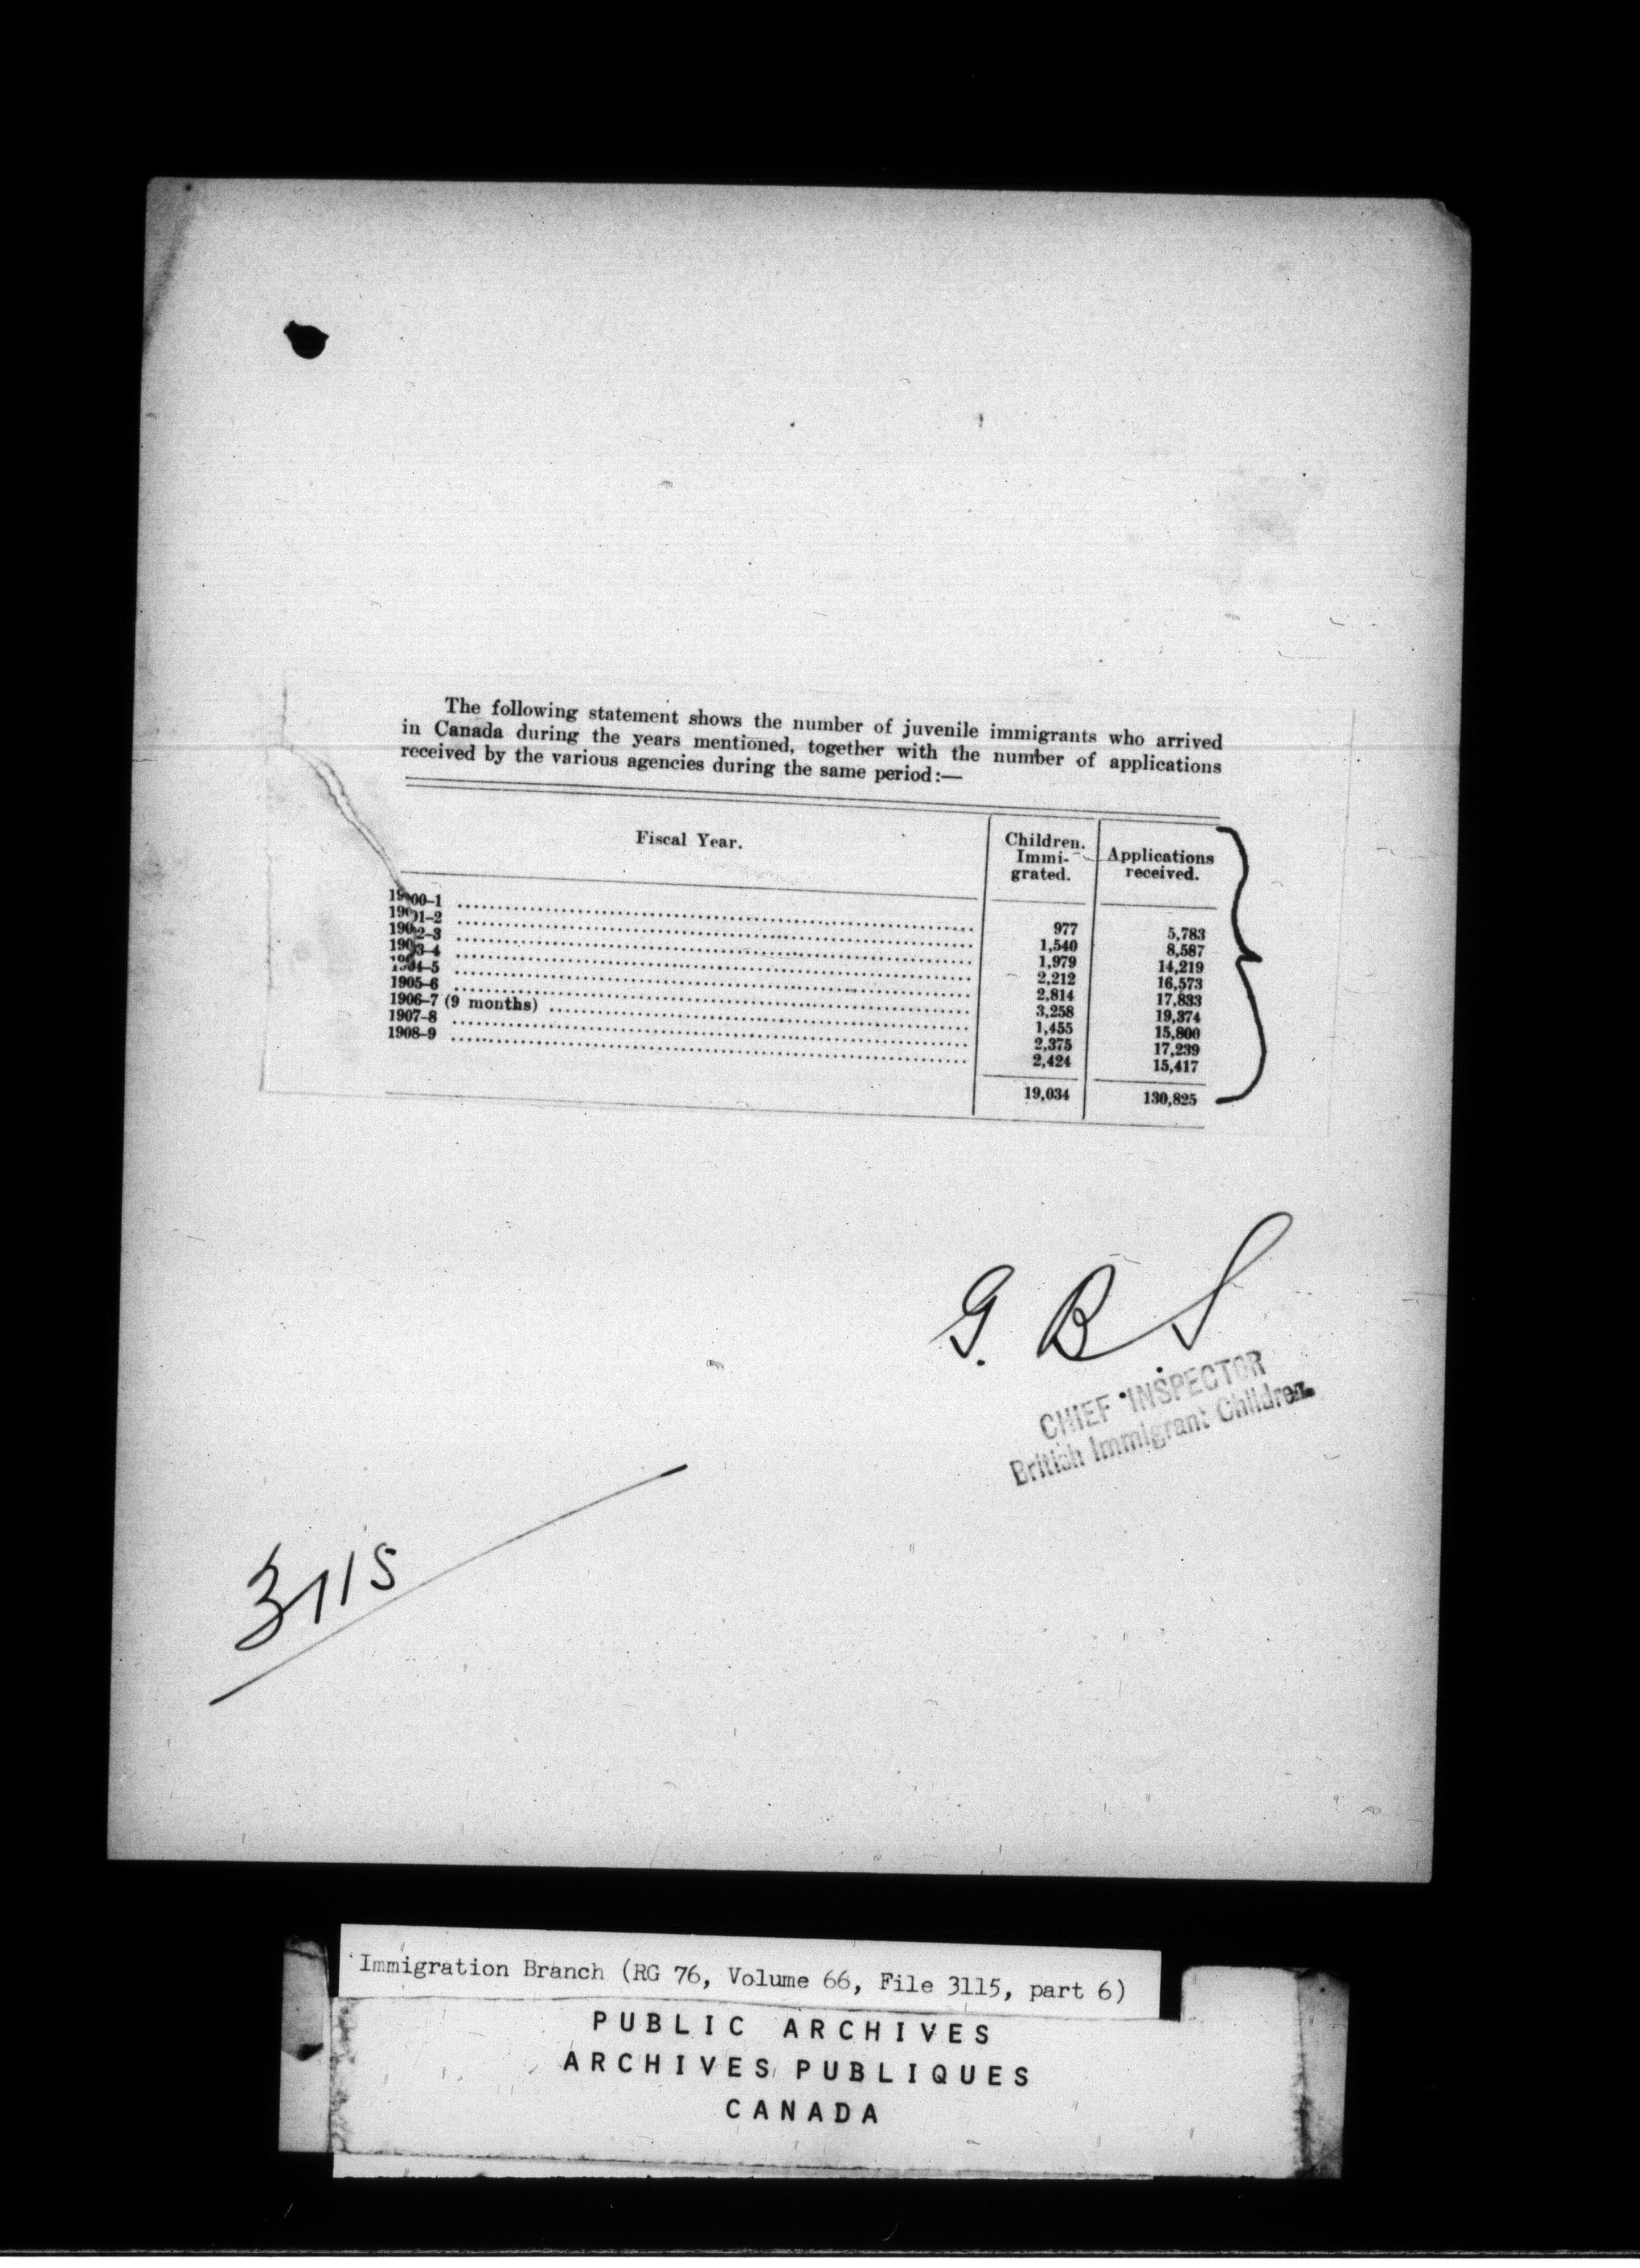 The following statement shows the number of juvenile immigrants who arrived
in Canada during the years mentioned, together with the number of applications
received by the various agencies during the same period:—
Fiscal Year. Children. Immi- grated. Applications received.
1900-1 977 5,783
1901-2 1,540 8,587
1902-3 1,979 14,219
1903-4 2,212 16,573
1904-5 2,814 17,833
1905-6 3,258 19,374
1906-7 (9 months) 1,455 15,800
1907-8 2,375 17,239
1908-9 2,424 15,417
19,034 130,825
G. B S
CHIEF INSPECTOR
British Immigrant Children.
3115
Immigration Branch (RG 76, Volume 66, File 3115, part 6)
PUBLIC ARCHIVES
ARCHIVES PUBLIQUES
CANADA